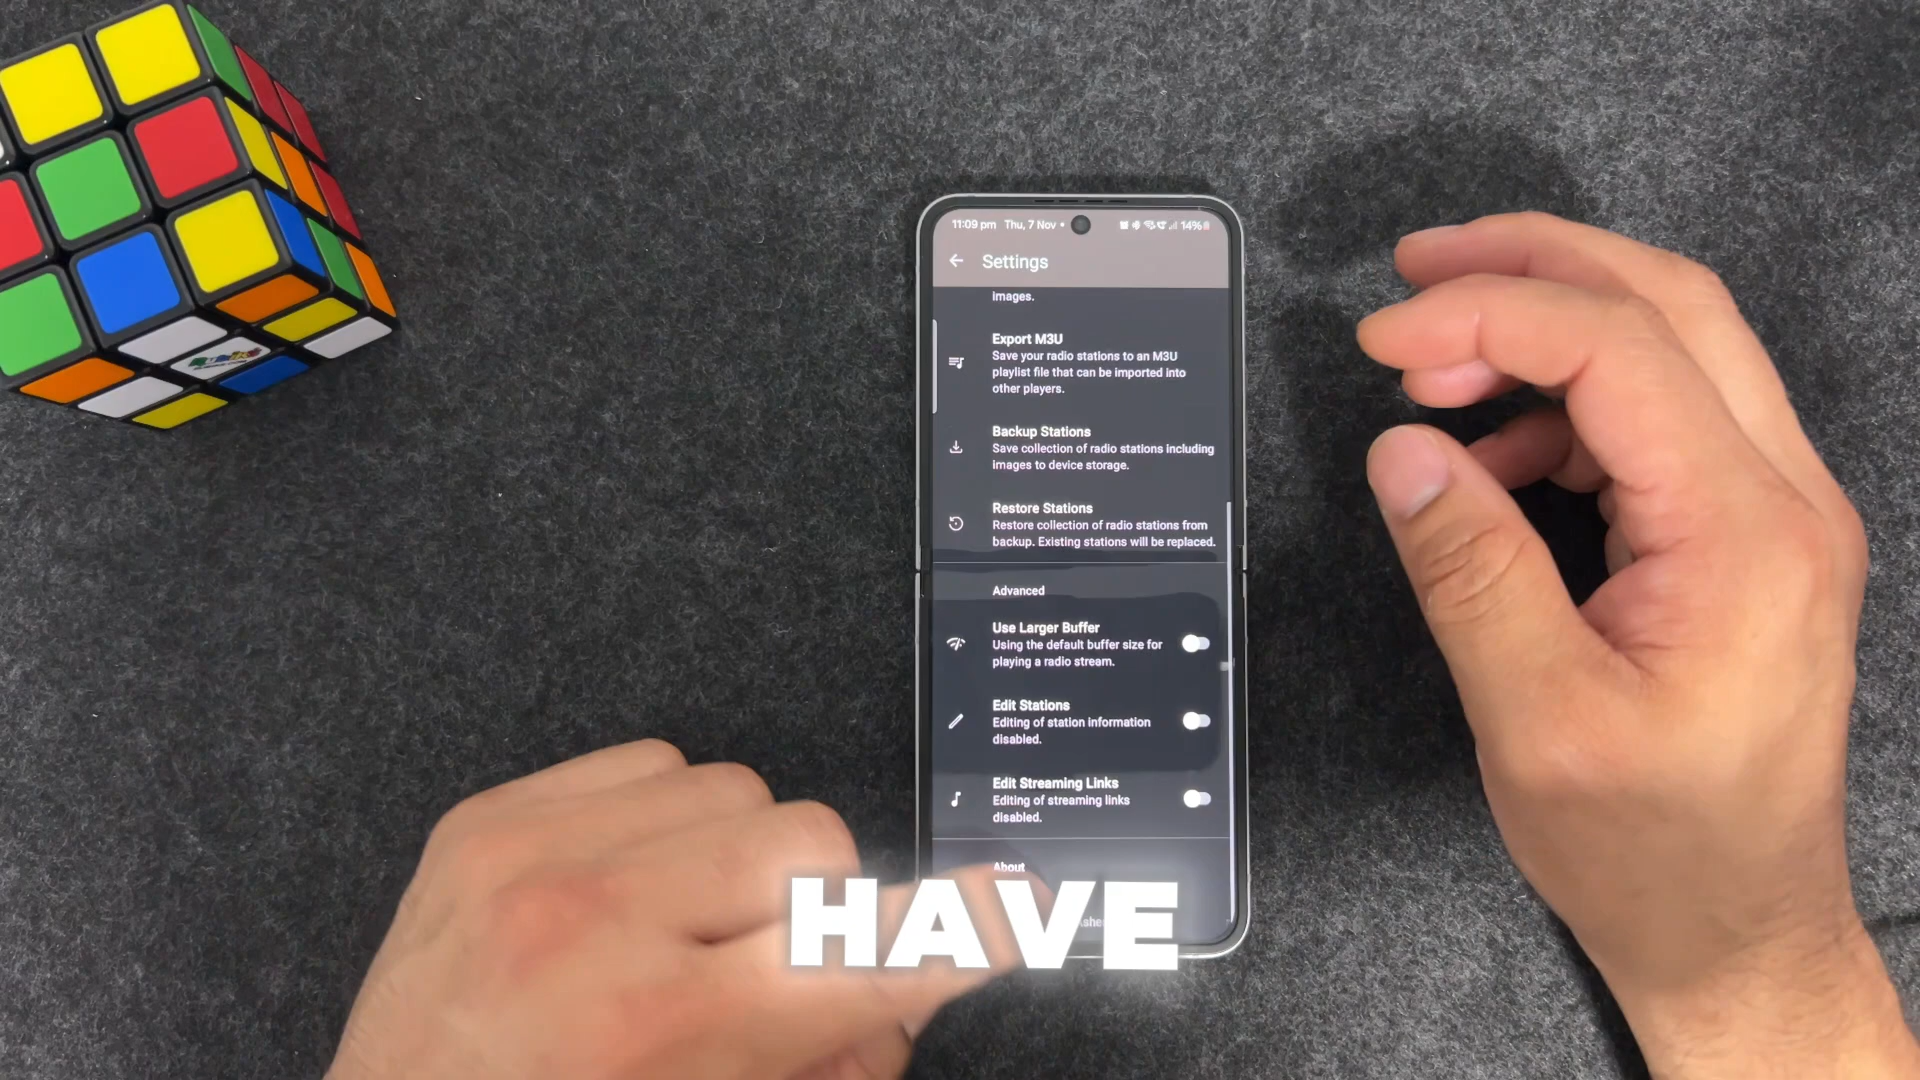 Rubik's
11:09 pm Thu, 7 Nov • 14%
Settings
images.
Export M3U
Save your radio stations to an M3U
playlist file that can be imported into
other players.
Backup Stations
Save collection of radio stations including
images to device storage.
Restore Stations
Restore collection of radio stations from
backup. Existing stations will be replaced.
Advanced
Use Larger Buffer
Using the default buffer size for
playing a radio stream.
Edit Stations
Editing of station information
disabled.
Edit Streaming Links
Editing of streaming links
disabled.
About
HAVE